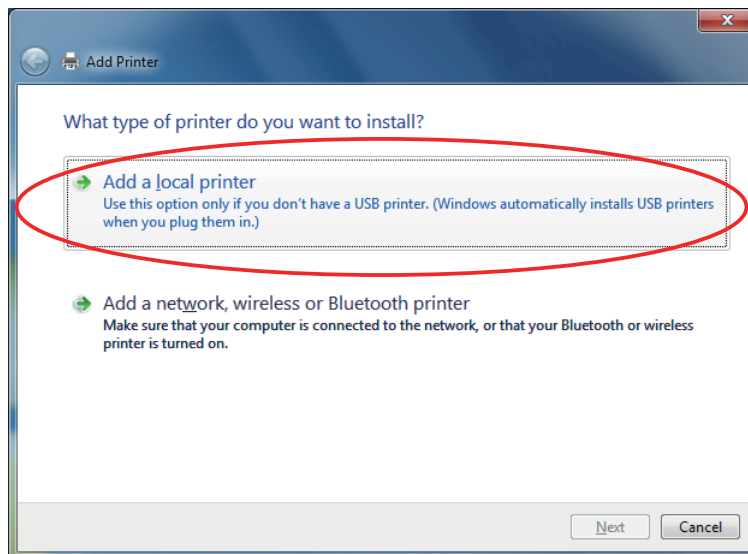 Add Printer
What type of printer do you want to install?
Add a local printer
Use this option only if you don't have a USB printer. (Windows automatically installs USB printers
when you plug them in.)
Add a network, wireless or Bluetooth printer
Make sure that your computer is connected to the network, or that your Bluetooth or wireless
printer is turned on.
Next Cancel